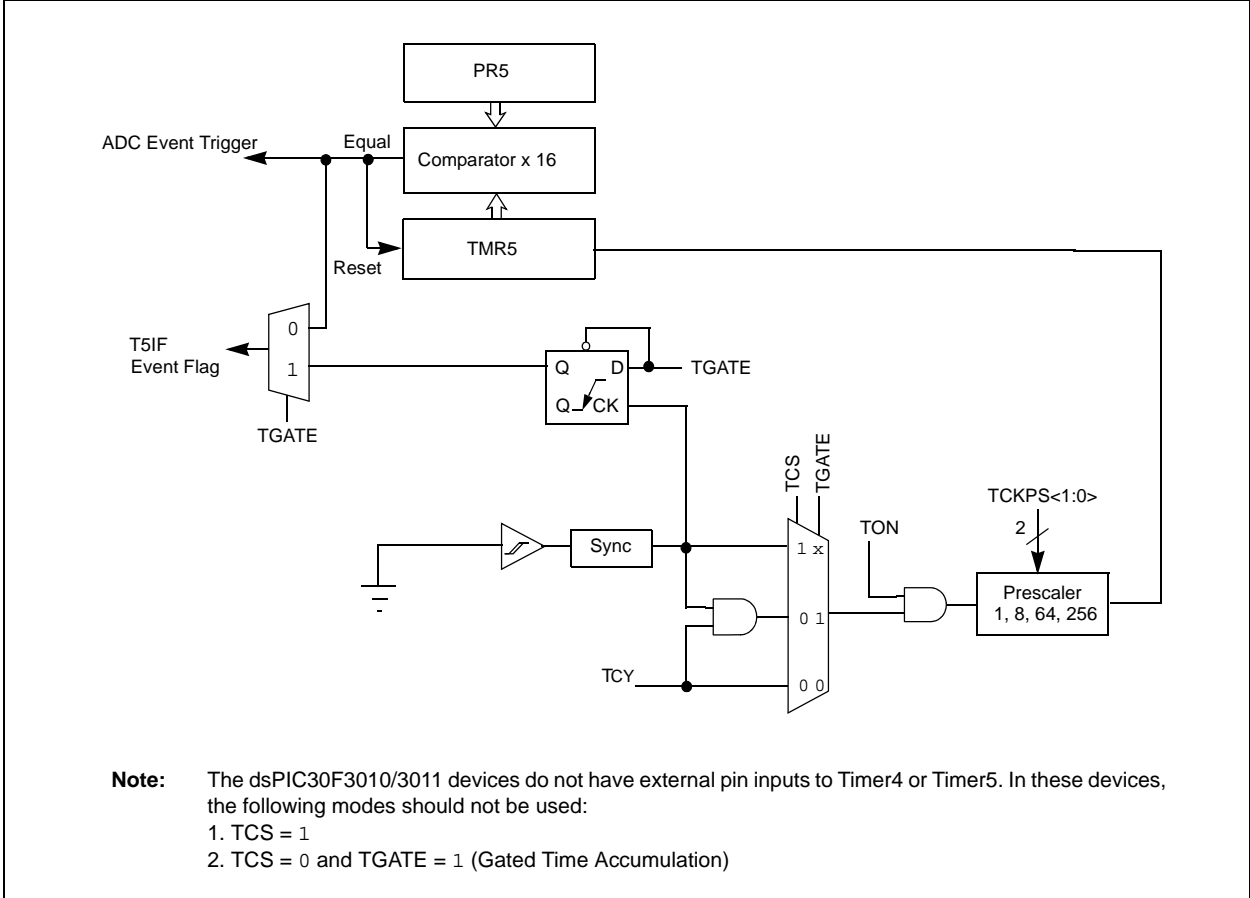 PR5
ADC Event Trigger
Equal
Comparator x 16
TMR5
Reset
0
T5IF
Event Flag
1
Q
D
TGATE
Q
CK
TGATE
TCS
TGATE
TCKPS<1:0>
2
TON
Sync
1 x
Prescaler
1, 8, 64, 256
0 1
TCY
0 0
Note: The dsPIC30F3010/3011 devices do not have external pin inputs to Timer4 or Timer5. In these devices,
the following modes should not be used:
1. TCS = 1
2. TCS = 0 and TGATE = 1 (Gated Time Accumulation)